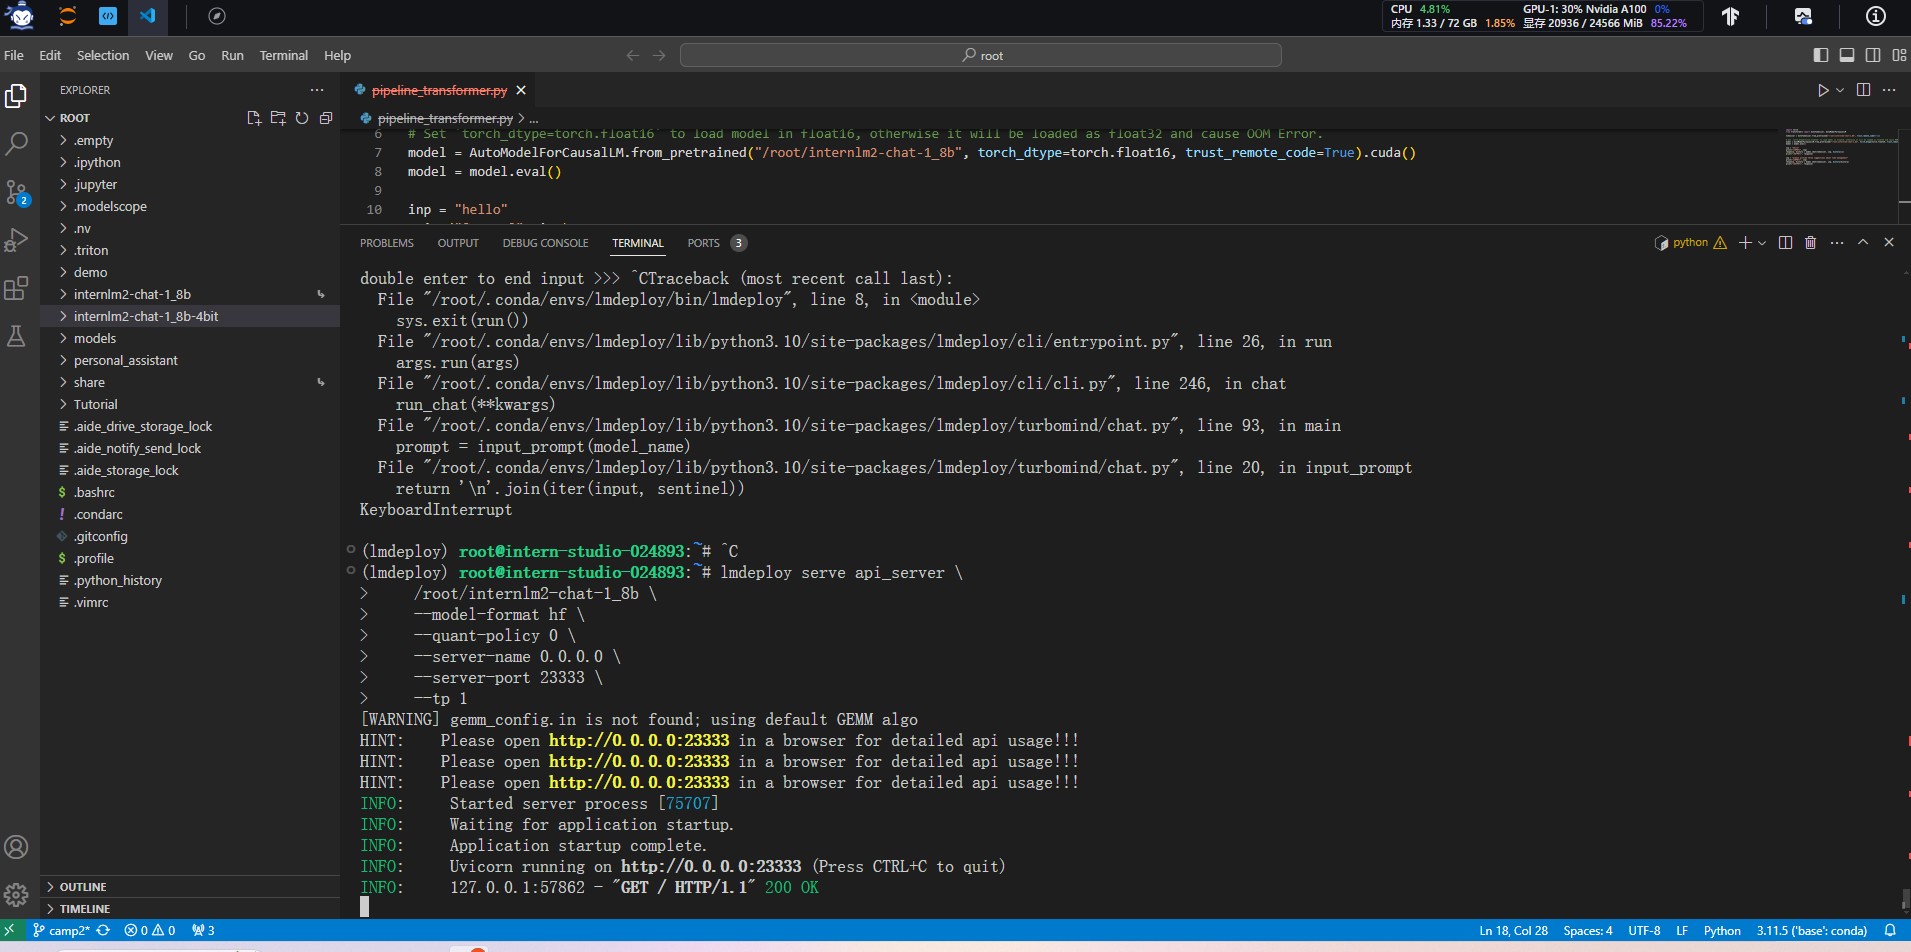 CPU 4.81% GPU-1: 30% Nvidia A100 0%
内存 1.33 / 72 GB 1.85% 显存 20936 / 24566 MiB 85.22%
File Edit Selection View Go Run Terminal Help
root
EXPLORER
ROOT
.empty
.ipython
.jupyter
.modelscope
.nv
.triton
demo
internlm2-chat-1_8b
internlm2-chat-1_8b-4bit
models
personal_assistant
share
Tutorial
.aide_drive_storage_lock
.aide_notify_send_lock
.aide_storage_lock
.bashrc
.condarc
.gitconfig
.profile
.python_history
.vimrc
OUTLINE
TIMELINE
pipeline_transformer.py
pipeline_transformer.py > ...
6 # Set `torch_dtype=torch.float16` to load model in float16, otherwise it will be loaded as float32 and cause OOM Error.
7 model = AutoModelForCausalLM.from_pretrained("/root/internlm2-chat-1_8b", torch_dtype=torch.float16, trust_remote_code=True).cuda()
8 model = model.eval()
9
10 inp = "hello"
PROBLEMS OUTPUT DEBUG CONSOLE TERMINAL PORTS 3
python
double enter to end input >>> ^CTraceback (most recent call last):
File "/root/.conda/envs/lmdeploy/bin/lmdeploy", line 8, in <module>
sys.exit(run())
File "/root/.conda/envs/lmdeploy/lib/python3.10/site-packages/lmdeploy/cli/entrypoint.py", line 26, in run
args.run(args)
File "/root/.conda/envs/lmdeploy/lib/python3.10/site-packages/lmdeploy/cli/cli.py", line 246, in chat
run_chat(**kwargs)
File "/root/.conda/envs/lmdeploy/lib/python3.10/site-packages/lmdeploy/turbomind/chat.py", line 93, in main
prompt = input_prompt(model_name)
File "/root/.conda/envs/lmdeploy/lib/python3.10/site-packages/lmdeploy/turbomind/chat.py", line 20, in input_prompt
return '\n'.join(iter(input, sentinel))
KeyboardInterrupt
(lmdeploy) root@intern-studio-024893:~# ^C
(lmdeploy) root@intern-studio-024893:~# lmdeploy serve api_server \
> /root/internlm2-chat-1_8b \
> --model-format hf \
> --quant-policy 0 \
> --server-name 0.0.0.0 \
> --server-port 23333 \
> --tp 1
[WARNING] gemm_config.in is not found; using default GEMM algo
HINT: Please open http://0.0.0.0:23333 in a browser for detailed api usage!!!
HINT: Please open http://0.0.0.0:23333 in a browser for detailed api usage!!!
HINT: Please open http://0.0.0.0:23333 in a browser for detailed api usage!!!
INFO: Started server process [75707]
INFO: Waiting for application startup.
INFO: Application startup complete.
INFO: Uvicorn running on http://0.0.0.0:23333 (Press CTRL+C to quit)
INFO: 127.0.0.1:57862 - "GET / HTTP/1.1" 200 OK
2
camp2* 0 0 3 Ln 18, Col 28 Spaces: 4 UTF-8 LF Python 3.11.5 ('base': conda)